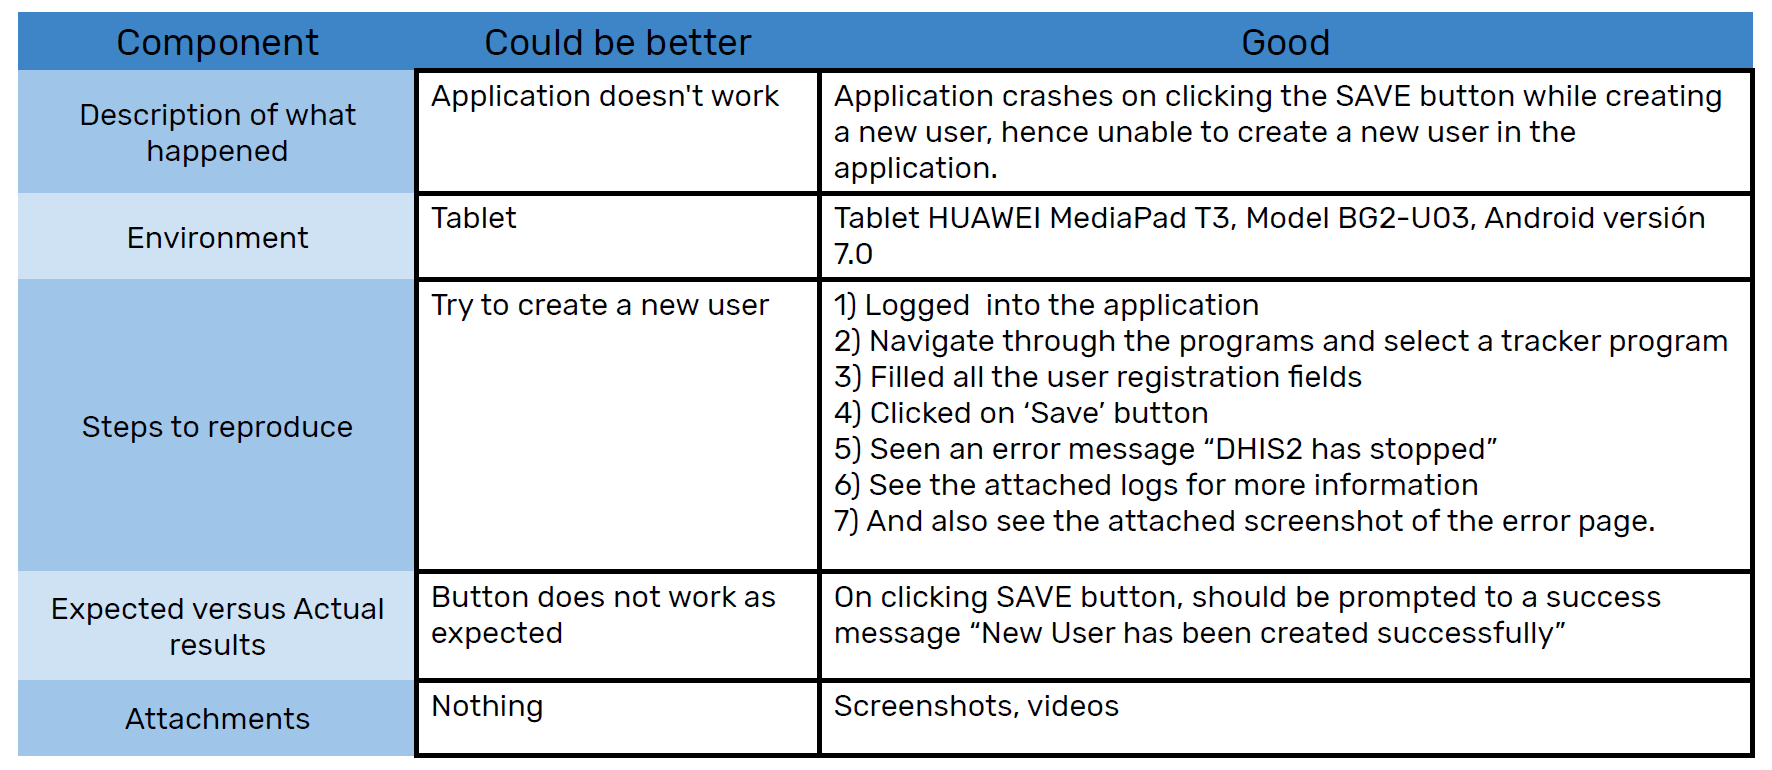 Component
Could be better
Good
Description of what
happened
Application doesn't work
Application crashes on clicking the SAVE button while creating
a new user, hence unable to create a new user in the
application.
Environment
Tablet
Tablet HUAWEI MediaPad T3, Model BG2-U03, Android versión
7.0
Steps to reproduce
Try to create a new user
1) Logged  into the application
2) Navigate through the programs and select a tracker program
3) Filled all the user registration fields
4) Clicked on ‘Save’ button
5) Seen an error message “DHIS2 has stopped”
6) See the attached logs for more information
7) And also see the attached screenshot of the error page.
Expected versus Actual
results
Button does not work as
expected
On clicking SAVE button, should be prompted to a success
message “New User has been created successfully”
Attachments
Nothing
Screenshots, videos